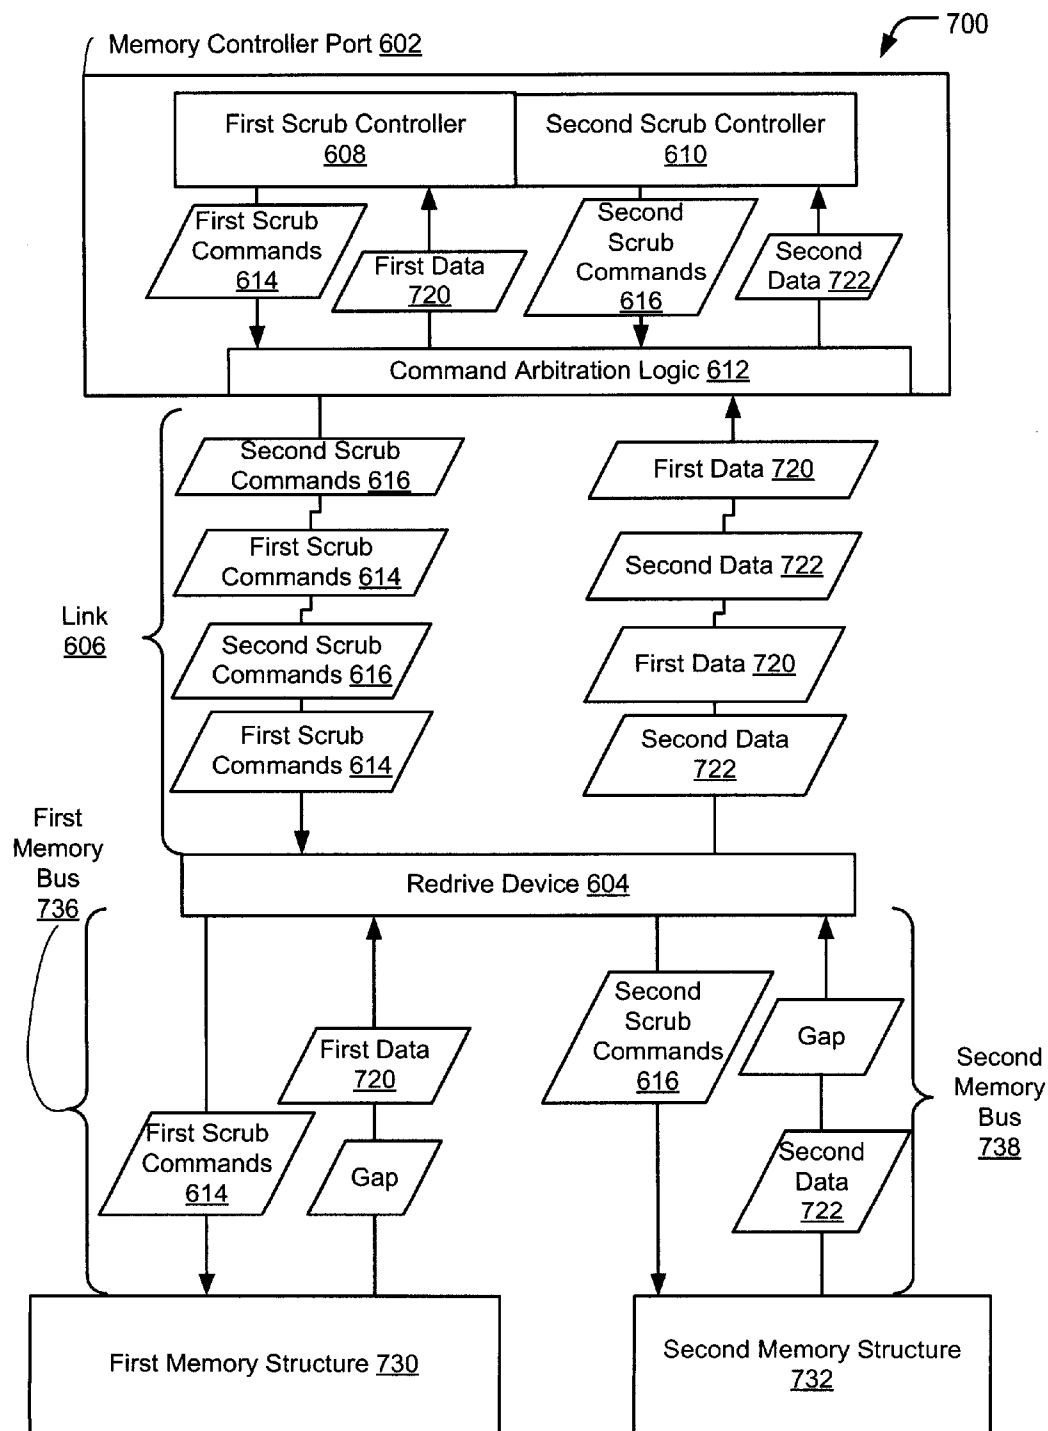 700
Memory Controller Port 602
First Scrub Controller
608
Second Scrub Controller
610
First Scrub
Commands
614
First Data
720
Second
Scrub
Commands
616
Second
Data 722
Command Arbitration Logic 612
Link
606
Second Scrub
Commands 616
First Scrub
Commands 614
Second Scrub
Commands 616
First Scrub
Commands 614
First Data 720
Second Data 722
First Data 720
Second Data
722
Redrive Device 604
First
Memory
Bus
736
First Scrub
Commands
614
First Data
720
Gap
Second
Scrub
Commands
616
Gap
Second
Data
722
Second
Memory
Bus
738
First Memory Structure 730
Second Memory Structure
732